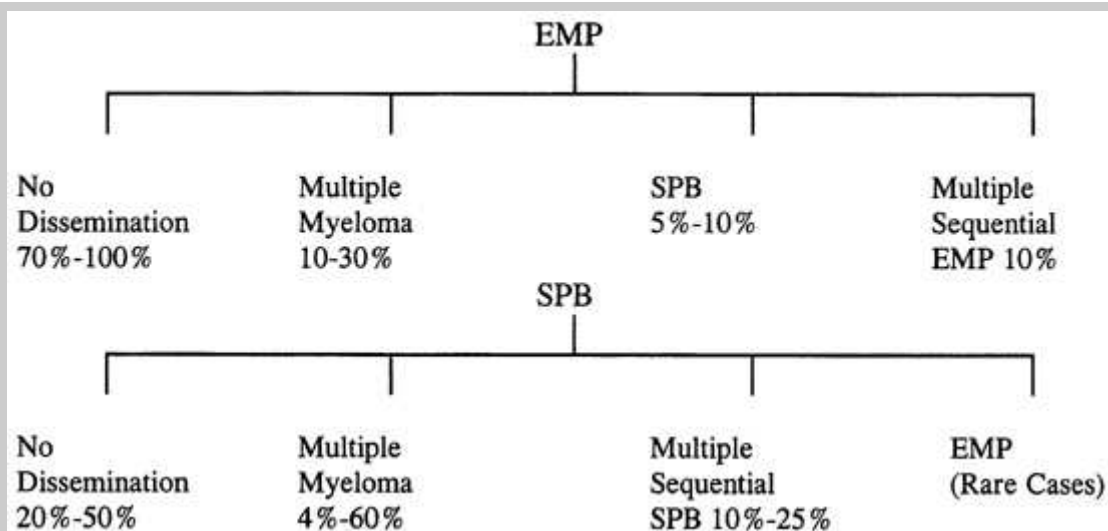 EMP
No
Dissemination
70%-100%
Multiple
Myeloma
10-30%
SPB
5%-10%
Multiple
Sequential
EMP 10%
SPB
No
Dissemination
20%-50%
Multiple
Myeloma
4%-60%
Multiple
Sequential
SPB 10%-25%
EMP
(Rare Cases)